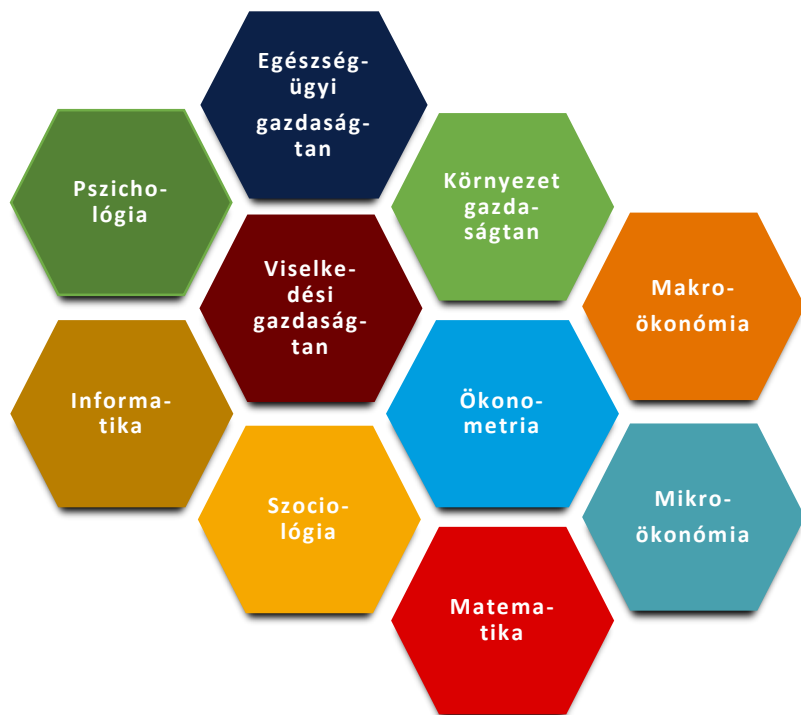 Egészség-
ügyi
gazdaság-
tan
Pszicho-
lógia
Környezet
gazda-
ságtan
Viselke-
dési
gazdaság-
tan
Makro-
ökonómia
Informa-
tika
Ökono-
metria
Szocio-
lógia
Mikro-
ökonómia
Matema-
tika